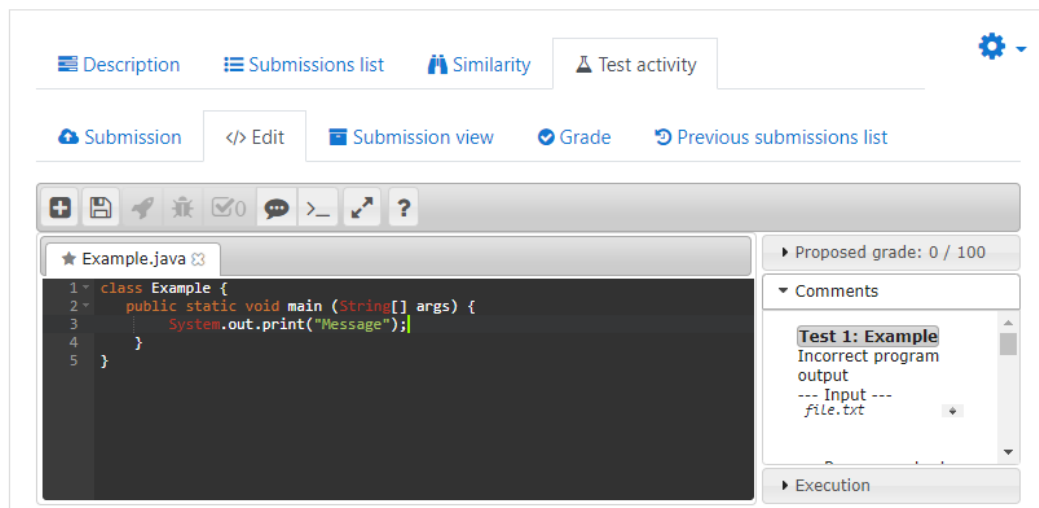 Description Submissions list Similarity Test activity
Submission </> Edit Submission view Grade Previous submissions list
0 >_ ?
Example.java
1 class Example {
2 public static void main (String[] args) {
3 System.out.print("Message");
4 }
5 }
Proposed grade: 0 / 100
Comments
Test 1: Example
Incorrect program
output
--- Input ---
file.txt
Execution